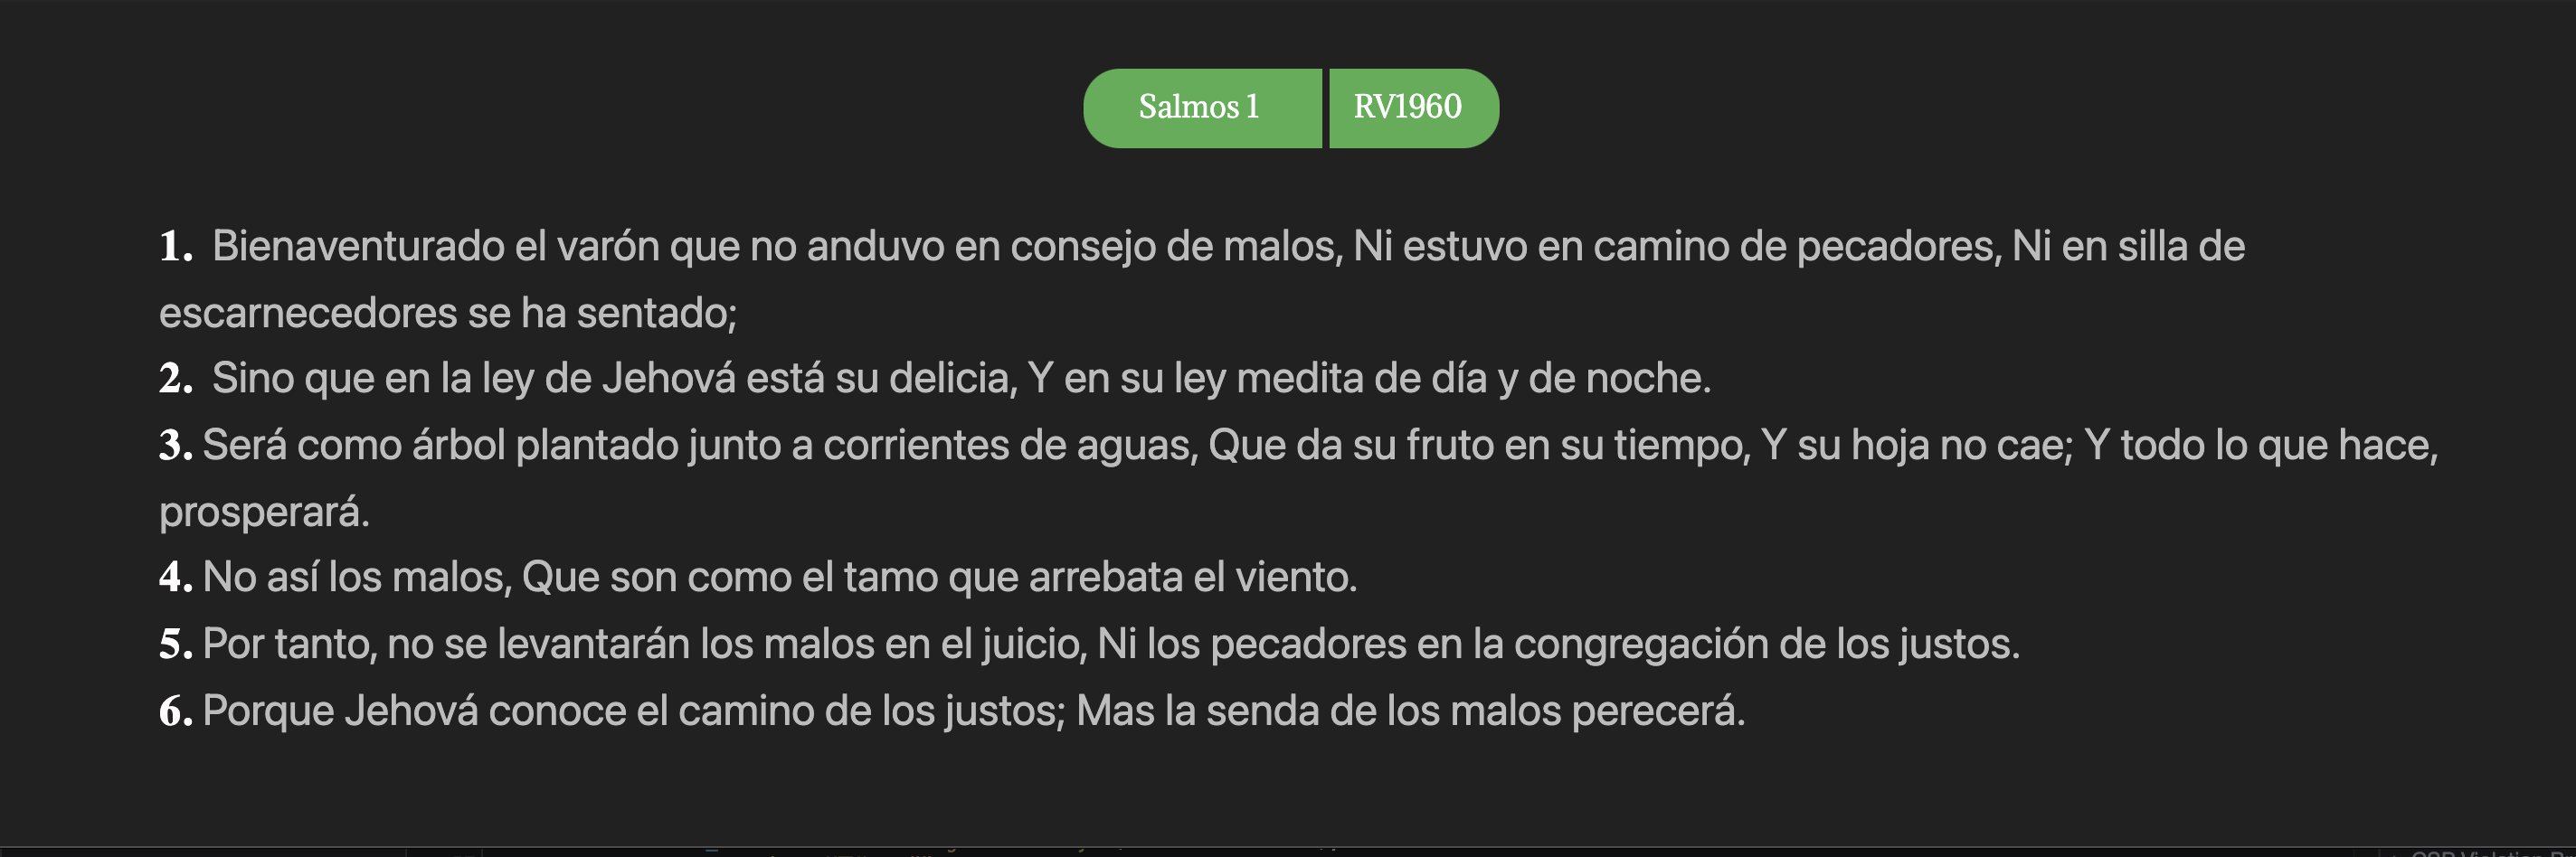 Salmos 1 RV1960
1. Bienaventurado el varón que no anduvo en consejo de malos, Ni estuvo en camino de pecadores, Ni en silla de
escarnecedores se ha sentado;
2. Sino que en la ley de Jehová está su delicia, Y en su ley medita de día y de noche.
3. Será como árbol plantado junto a corrientes de aguas, Que da su fruto en su tiempo, Y su hoja no cae; Y todo lo que hace,
prosperará.
4. No así los malos, Que son como el tamo que arrebata el viento.
5. Por tanto, no se levantarán los malos en el juicio, Ni los pecadores en la congregación de los justos.
6. Porque Jehová conoce el camino de los justos; Mas la senda de los malos perecerá.